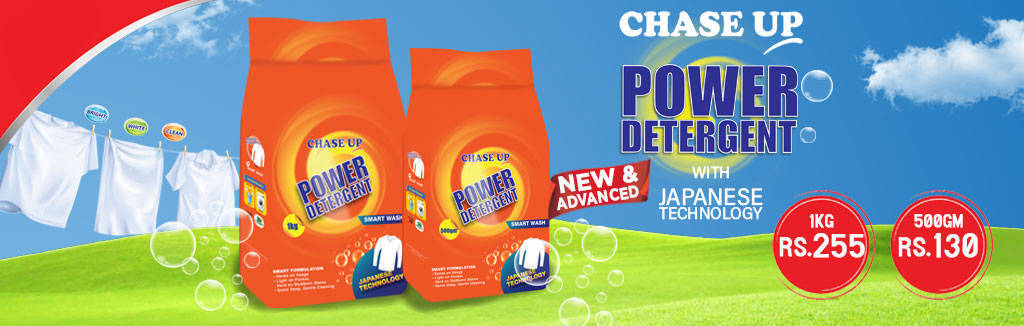 BRIGHT
WHITE
CLEAN
CHASE UP
POWER
DETERGENT
1kg
SMART WASH
SMART FORMULATION
JAPANESE
TECHNOLOGY
CHASE UP
POWER
DETERGENT
500gm
SMART WASH
SMART FORMULATION
JAPANESE
TECHNOLOGY
NEW &
ADVANCED
CHASE UP
POWER
DETERGENT
WITH
JAPANESE
TECHNOLOGY
1KG
RS.255
500GM
RS.130